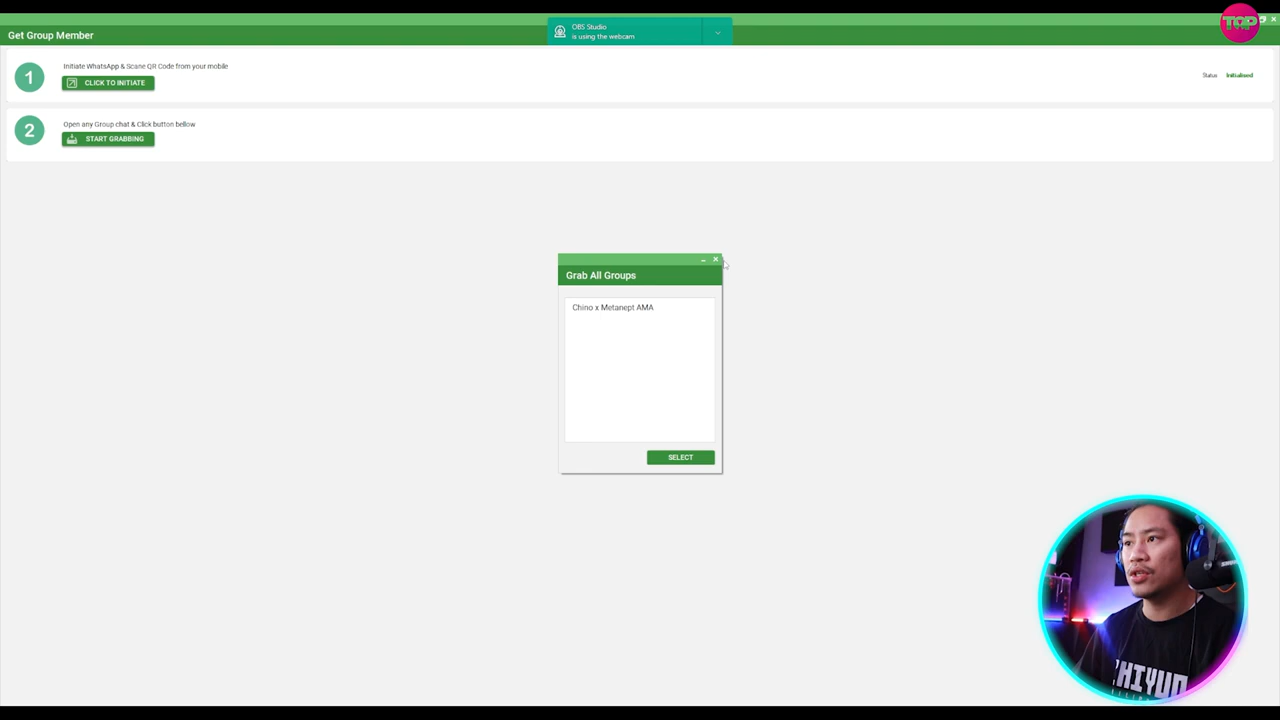 TOP
OBS Studio
is using the webcam
Get Group Member
1
Initiate WhatsApp & Scane QR Code from your mobile
CLICK TO INITIATE
Status Initialised
2
Open any Group chat & Click button bellow
START GRABBING
Grab All Groups
Chino x Metanept AMA
SELECT